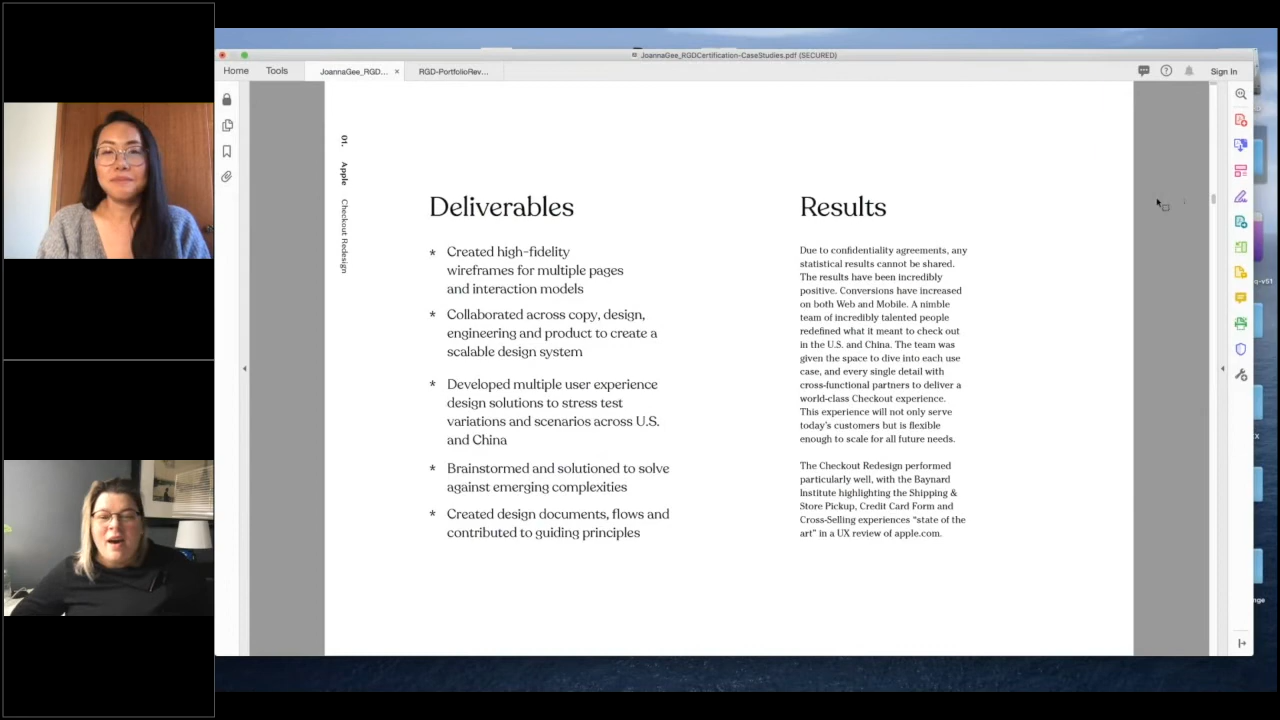 JoannaGee_RGDCertification-CaseStudies.pdf (SECURED)
Home
Tools
JoannaGee_RGD...
RGD-PortfolioRev...
Sign In
01. Apple Checkout Redesign
Deliverables
* Created high-fidelity
wireframes for multiple pages
and interaction models
* Collaborated across copy, design,
engineering and product to create a
scalable design system
* Developed multiple user experience
design solutions to stress test
variations and scenarios across U.S.
and China
* Brainstormed and solutioned to solve
against emerging complexities
* Created design documents, flows and
contributed to guiding principles
Results
Due to confidentiality agreements, any
statistical results cannot be shared.
The results have been incredibly
positive. Conversions have increased
on both Web and Mobile. A nimble
team of incredibly talented people
redefined what it meant to check out
in the U.S. and China. The team was
given the space to dive into each use
case, and every single detail with
cross-functional partners to deliver a
world-class Checkout experience.
This experience will not only serve
today's customers but is flexible
enough to scale for all future needs.
The Checkout Redesign performed
particularly well, with the Baynard
Institute highlighting the Shipping &
Store Pickup, Credit Card Form and
Cross-Selling experiences “state of the
art” in a UX review of apple.com.